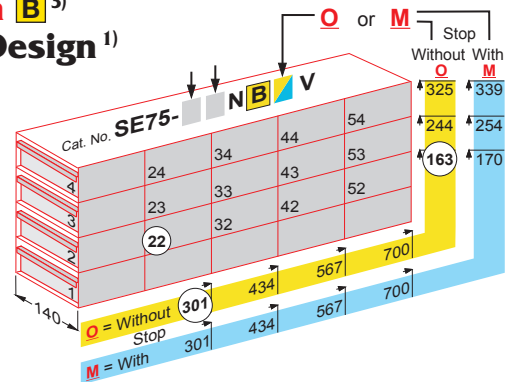 B 3)
Design 1)
O or M
Stop
Without With
O M
Cat. No. SE75- N B V
325 339
244 254
163 170
54
44
34
24
53
43
33
23
52
42
32
22
4
3
2
1
140
O = Without 301 434 567 700
Stop
M = With 301 434 567 700